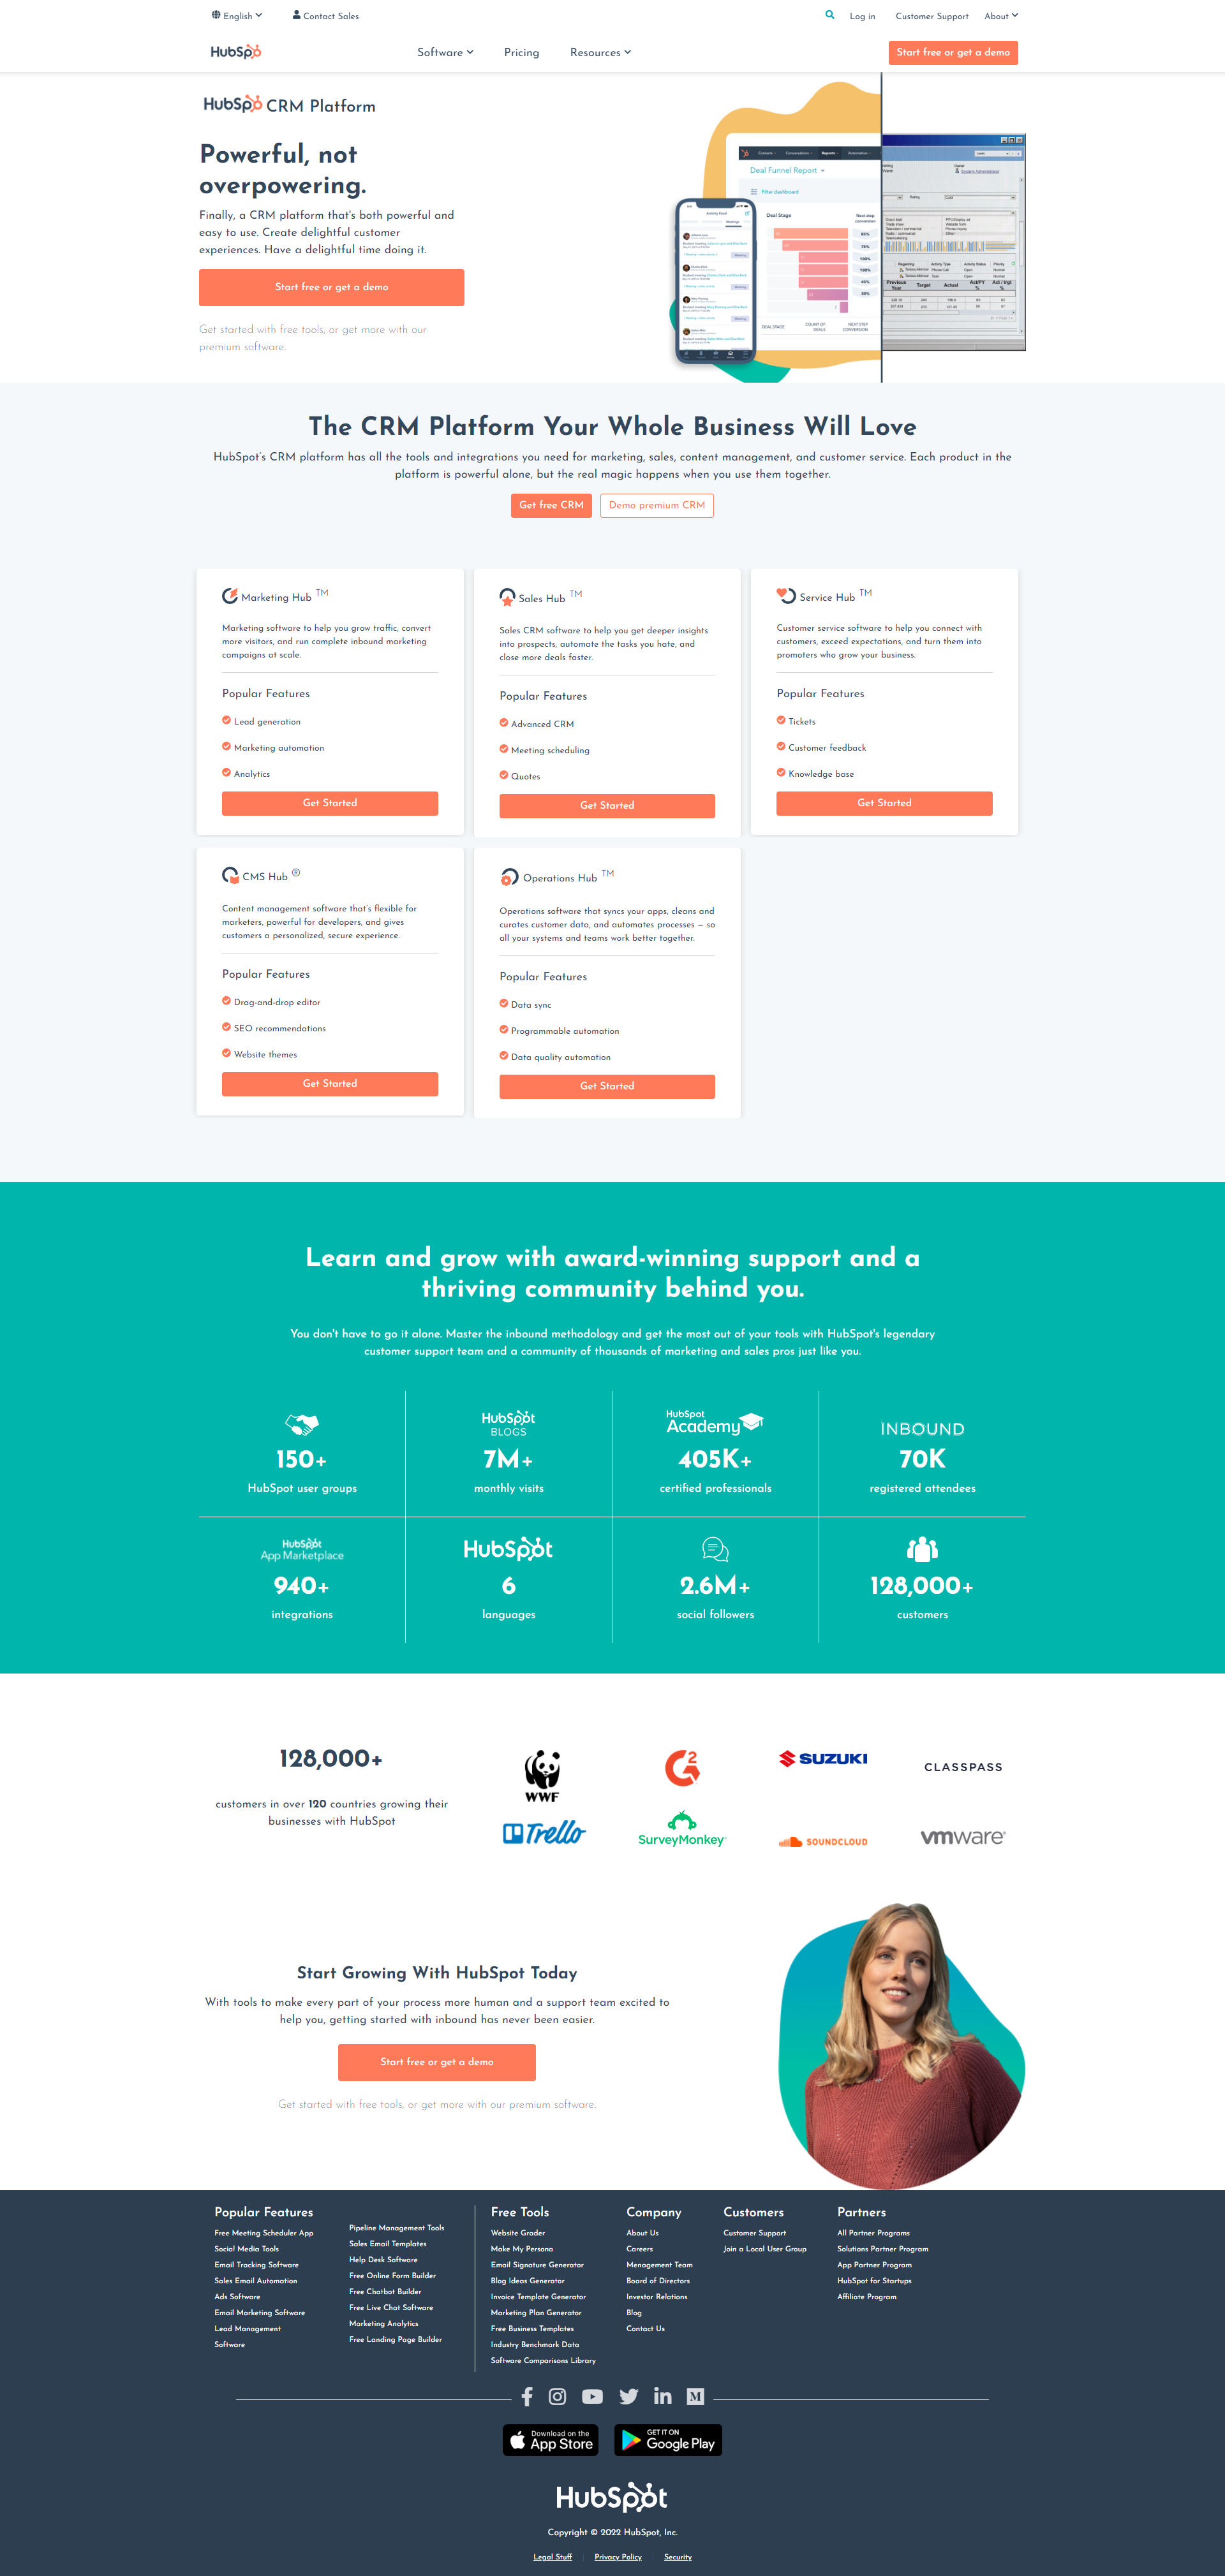 English
Contact Sales
Log in
Customer Support
About
HubSpot
Software
Pricing
Resources
Start free or get a demo
HubSpot CRM Platform
Powerful, not
overpowering.
Finally, a CRM platform that's both powerful and
easy to use. Create delightful customer
experiences. Have a delightful time doing it.
Start free or get a demo
Get started with free tools, or get more with our
premium software.
Deal Funnel Report
Filter dashboard
Deal Stage
Next step
conversion
DEAL STAGE
COUNT OF
DEALS
NEXT STEP
CONVERSION
The CRM Platform Your Whole Business Will Love
HubSpot's CRM platform has all the tools and integrations you need for marketing, sales, content management, and customer service. Each product in the
platform is powerful alone, but the real magic happens when you use them together.
Get free CRM
Demo premium CRM
Marketing Hub TM
Marketing software to help you grow traffic, convert
more visitors, and run complete inbound marketing
campaigns at scale.
Popular Features
Lead generation
Marketing automation
Analytics
Get Started
Sales Hub TM
Sales CRM software to help you get deeper insights
into prospects, automate the tasks you hate, and
close more deals faster.
Popular Features
Advanced CRM
Meeting scheduling
Quotes
Get Started
Service Hub TM
Customer service software to help you connect with
customers, exceed expectations, and turn them into
promoters who grow your business.
Popular Features
Tickets
Customer feedback
Knowledge base
Get Started
CMS Hub ®
Content management software that's flexible for
marketers, powerful for developers, and gives
customers a personalized, secure experience.
Popular Features
Drag-and-drop editor
SEO recommendations
Website themes
Get Started
Operations Hub TM
Operations software that syncs your apps, cleans and
curates customer data, and automates processes — so
all your systems and teams work better together.
Popular Features
Data sync
Programmable automation
Data quality automation
Get Started
Learn and grow with award-winning support and a
thriving community behind you.
You don't have to go it alone. Master the inbound methodology and get the most out of your tools with HubSpot's legendary
customer support team and a community of thousands of marketing and sales pros just like you.
150+
HubSpot user groups
HubSpot
BLOGS
7M+
monthly visits
HubSpot
Academy
405K+
certified professionals
INBOUND
70K
registered attendees
HubSpot
App Marketplace
940+
integrations
HubSpot
6
languages
2.6M+
social followers
128,000+
customers
128,000+
customers in over 120 countries growing their
businesses with HubSpot
WWF
G2
SUZUKI
CLASSPASS
Trello
SurveyMonkey
SOUNDCLOUD
vmware
Start Growing With HubSpot Today
With tools to make every part of your process more human and a support team excited to
help you, getting started with inbound has never been easier.
Start free or get a demo
Get started with free tools, or get more with our premium software.
Popular Features
Free Meeting Scheduler App
Social Media Tools
Email Tracking Software
Sales Email Automation
Ads Software
Email Marketing Software
Lead Management
Software
Pipeline Management Tools
Sales Email Templates
Help Desk Software
Free Online Form Builder
Free Chatbot Builder
Free Live Chat Software
Marketing Analytics
Free Landing Page Builder
Free Tools
Website Grader
Make My Persona
Email Signature Generator
Blog Ideas Generator
Invoice Template Generator
Marketing Plan Generator
Free Business Templates
Industry Benchmark Data
Software Comparisons Library
Company
About Us
Careers
Menagement Team
Board of Directors
Investor Relations
Blog
Contact Us
Customers
Customer Support
Join a Local User Group
Partners
All Partner Programs
Solutions Partner Program
App Partner Program
HubSpot for Startups
Affiliate Program
Download on the
App Store
GET IT ON
Google Play
HubSpot
Copyright © 2022 HubSpot, Inc.
Legal Stuff
Privacy Policy
Security